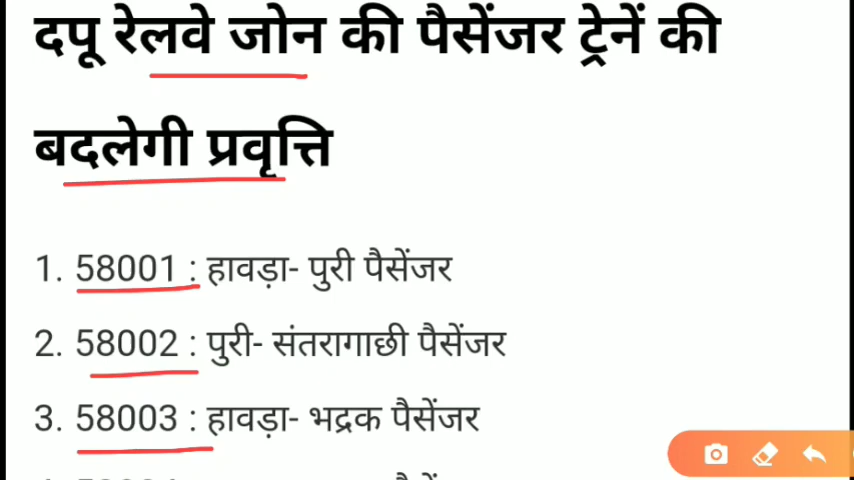 दपू रेलवे जोन की पैसेंजर ट्रेनें की
बदलेगी प्रवृत्ति
1. 58001 : हावड़ा- पुरी पैसेंजर
2. 58002 : पुरी- संतरागाछी पैसेंजर
3. 58003 : हावड़ा- भद्रक पैसेंजर